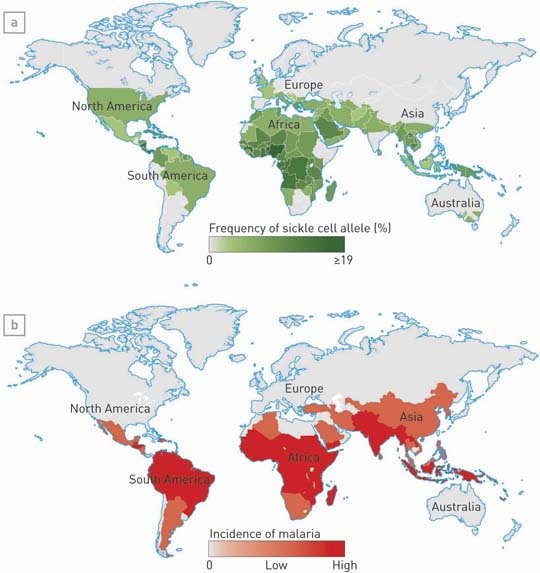 a
Europe
North America
Asia
Africa
South America
Australia
Frequency of sickle cell allele (%)
0 ≥19
b
Europe
North America
Asia
Africa
South America
Australia
Incidence of malaria
0 Low High